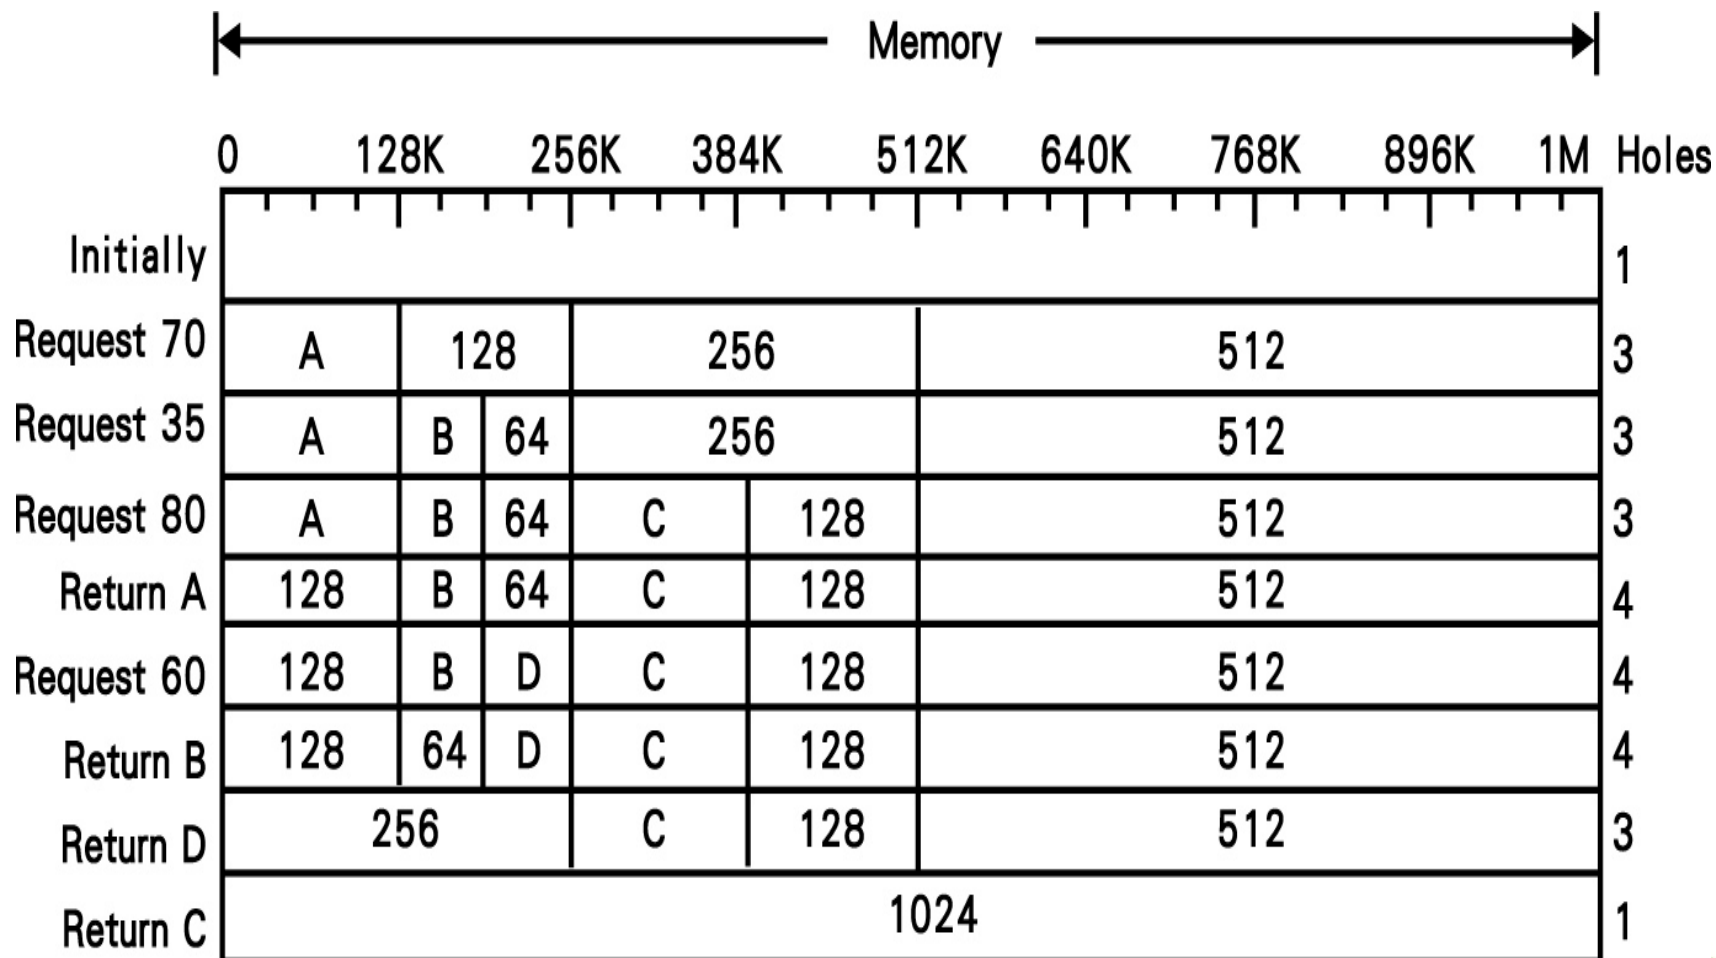 Memory
0 128K 256K 384K 512K 640K 768K 896K 1M Holes
Initially 1
Request 70 A 128 256 512 3
Request 35 A B 64 256 512 3
Request 80 A B 64 C 128 512 3
Return A 128 B 64 C 128 512 4
Request 60 128 B D C 128 512 4
Return B 128 64 D C 128 512 4
Return D 256 C 128 512 3
Return C 1024 1